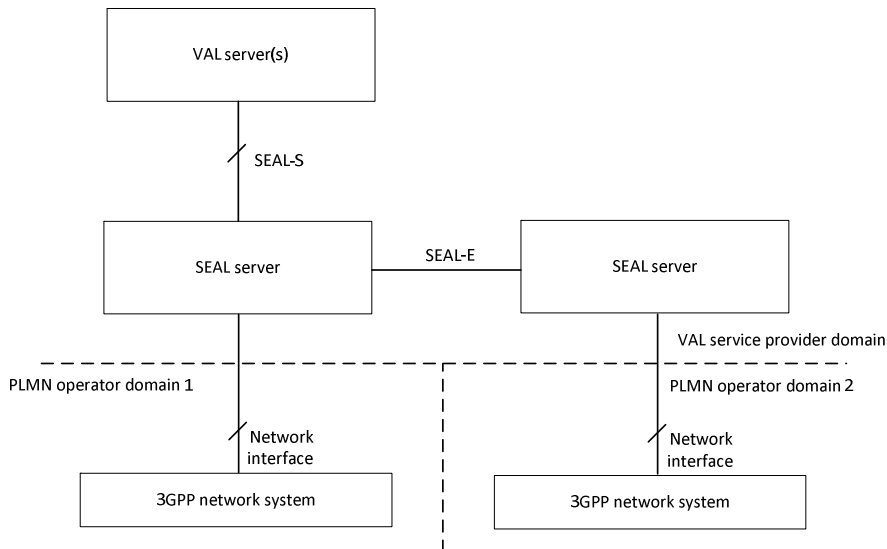 VAL server(s)
SEAL-S
SEAL server
SEAL-E
SEAL server
VAL service provider domain
PLMN operator domain 1
PLMN operator domain 2
Network
interface
Network
interface
3GPP network system
3GPP network system